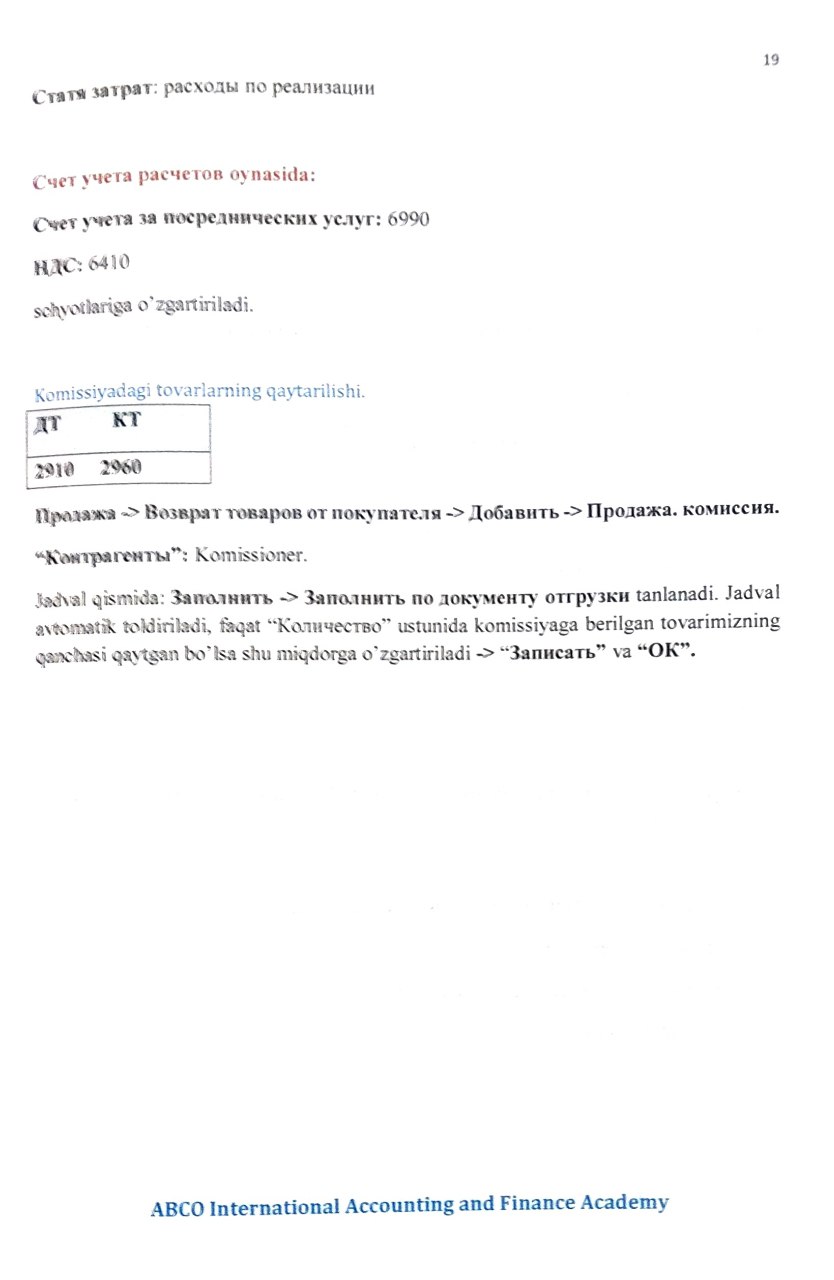 19
Статя затрат: расходы по реализации
Счет учета расчетов oynasida:
Счет учета за посреднических услуг: 6990
НДС: 6410
schyotlariga o`zgartiriladi.
Komissiyadagi tovarlarning qaytarilishi.
ДТ КТ
2910 2960
Продажа -> Возврат товаров от покупателя -> Добавить -> Продажа. комиссия.
“Контрагенты”: Komissioner.
Jadval qismida: Заполнить -> Заполнить по документу отгрузки tanlanadi. Jadval
avtomatik toldiriladi, faqat “Количество” ustunida komissiyaga berilgan tovarimizning
qanchasi qaytgan bo`lsa shu miqdorga o`zgartiriladi -> “Записать” va “ОК”.
ABCO International Accounting and Finance Academy